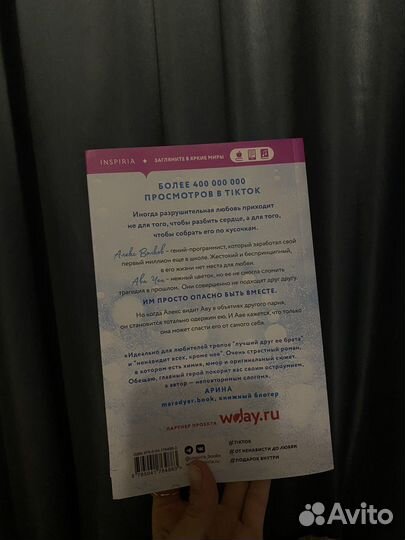 INSPIRIA ✦ ЗАГЛЯНИТЕ В ЯРКИЕ МИРЫ
БОЛЕЕ 400 000 000
ПРОСМОТРОВ В TIKTOK
Иногда разрушительная любовь приходит
не для того, чтобы разбить сердце, а для того,
чтобы собрать его по кусочкам.
Алекс Волков – гений-программист, который заработал свой
первый миллион еще в школе. Жестокий и беспринципный,
в его жизни нет места для любви.
Ава Чен – нежный цветок, но ее не смогла сломить
трагедия в прошлом. Они совершенно не подходят друг другу.
ИМ ПРОСТО ОПАСНО БЫТЬ ВМЕСТЕ.
Но когда Алекс видит Аву в объятиях другого парня,
он становится тотально одержим ею. И Аве кажется, что только
она может спасти его от самого себя.
«Идеально для любителей тропов "лучший друг ее брата"
и "ненавидит всех, кроме нее". Очень страстный роман,
в котором есть химия, юмор и оригинальный сюжет.
Обещаю, главный герой покорит вас своим остроумием,
а автор – неповторимым слогом».
АРИНА
marodyer.book, книжный блогер
ПАРТНЕР ПРОЕКТА wday.ru
#TIKTOK
#ОТ НЕНАВИСТИ ДО ЛЮБВИ
#ПОДАРОК ВНУТРИ
Avito